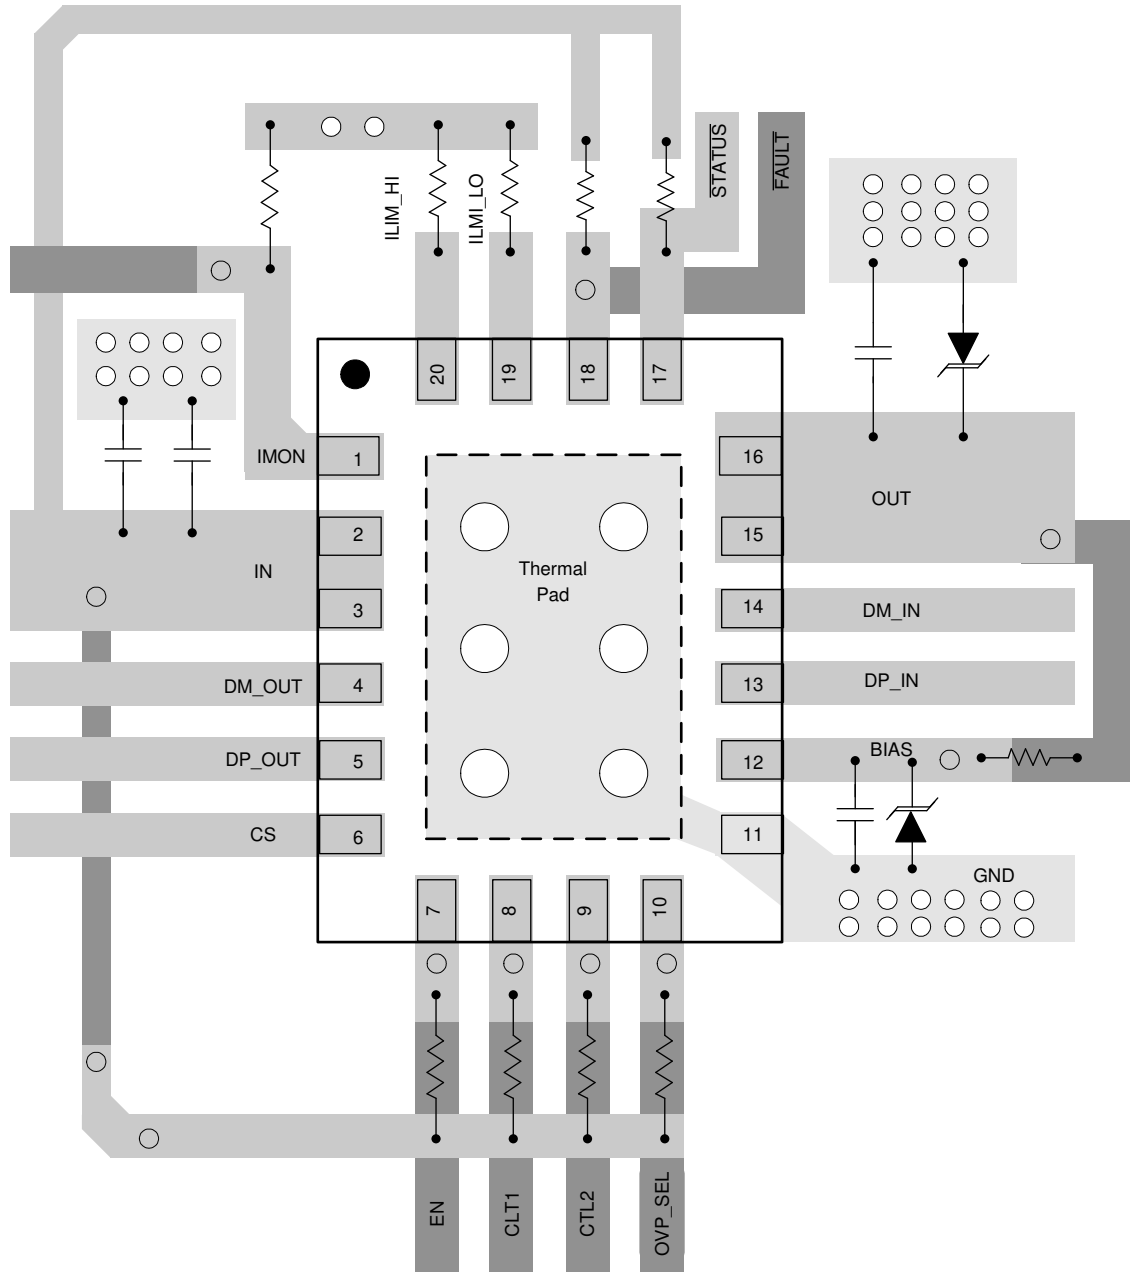 STATUS
FAULT
ILIM_HI
ILMI_LO
20
19
18
17
IMON
1
16
OUT
2
15
IN
Thermal
Pad
3
14
DM_IN
DM_OUT
4
13
DP_IN
DP_OUT
5
12
BIAS
CS
6
11
GND
7
8
9
10
EN
CLT1
CTL2
OVP_SEL